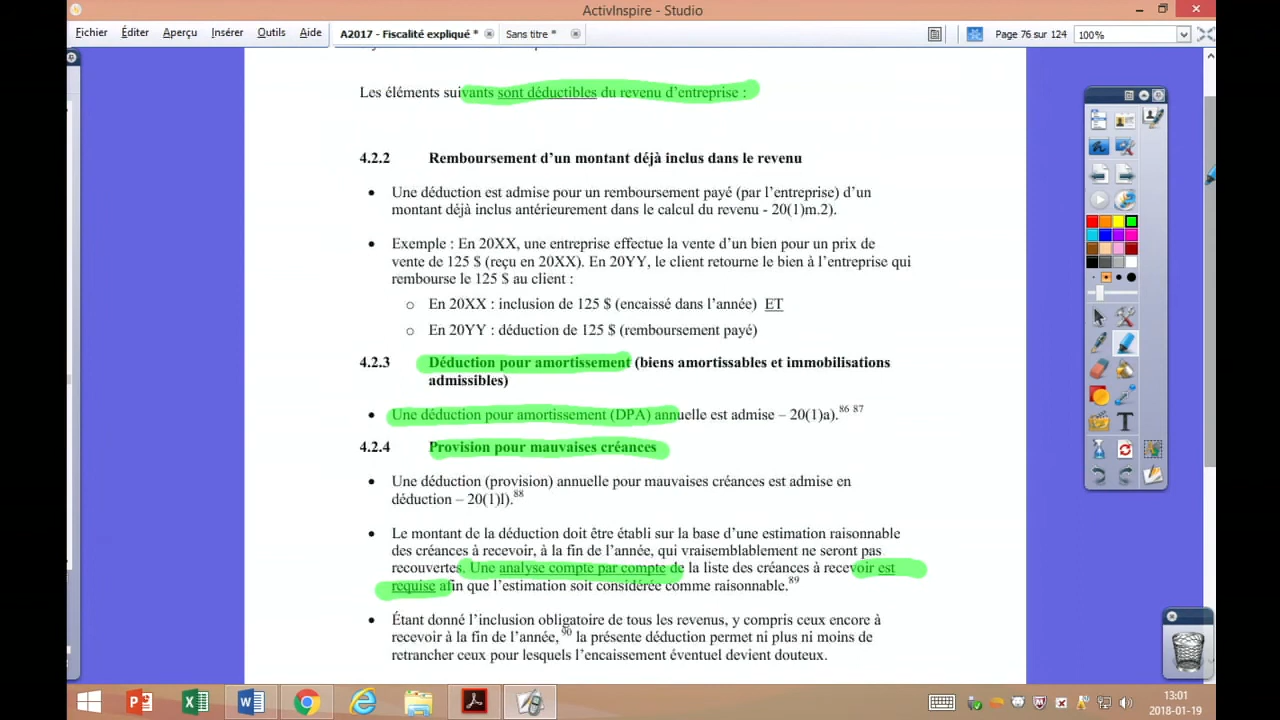 ActivInspire - Studio
Fichier Éditer Aperçu Insérer Outils Aide A2017 - Fiscalité expliqué * Sans titre * Page 76 sur 124 100%
Les éléments suivants sont déductibles du revenu d'entreprise :
4.2.2 Remboursement d'un montant déjà inclus dans le revenu
• Une déduction est admise pour un remboursement payé (par l'entreprise) d'un
montant déjà inclus antérieurement dans le calcul du revenu - 20(1)m.2).
• Exemple : En 20XX, une entreprise effectue la vente d'un bien pour un prix de
vente de 125 $ (reçu en 20XX). En 20YY, le client retourne le bien à l'entreprise qui
rembourse le 125 $ au client :
o En 20XX : inclusion de 125 $ (encaissé dans l'année) ET
o En 20YY : déduction de 125 $ (remboursement payé)
4.2.3 Déduction pour amortissement (biens amortissables et immobilisations
admissibles)
• Une déduction pour amortissement (DPA) annuelle est admise – 20(1)a).86 87
4.2.4 Provision pour mauvaises créances
• Une déduction (provision) annuelle pour mauvaises créances est admise en
déduction – 20(1)l).88
• Le montant de la déduction doit être établi sur la base d'une estimation raisonnable
des créances à recevoir, à la fin de l'année, qui vraisemblablement ne seront pas
recouvertes. Une analyse compte par compte de la liste des créances à recevoir est
requise afin que l'estimation soit considérée comme raisonnable.89
• Étant donné l'inclusion obligatoire de tous les revenus, y compris ceux encore à
recevoir à la fin de l'année,90 la présente déduction permet ni plus ni moins de
retrancher ceux pour lesquels l'encaissement éventuel devient douteux.
13:01
2018-01-19